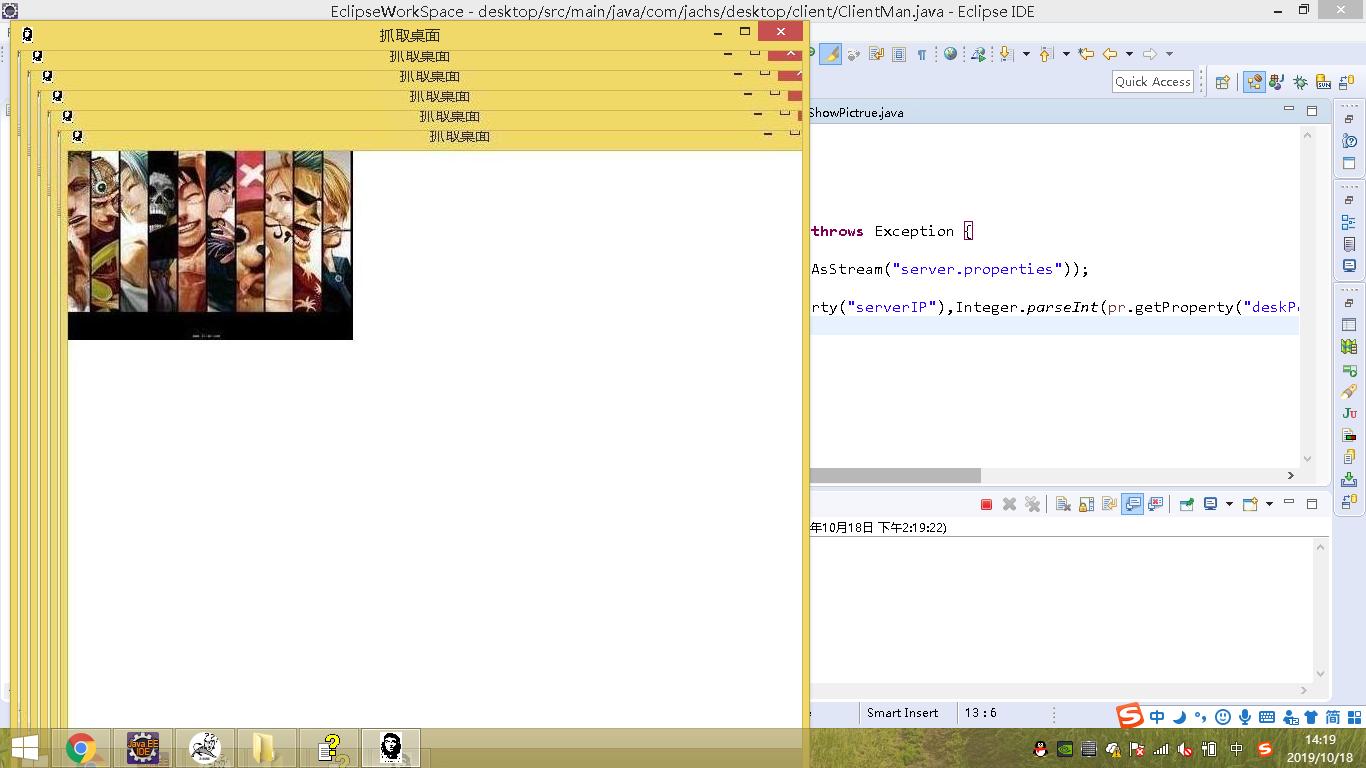 EclipseWorkSpace - desktop/src/main/java/com/jachs/desktop/client/ClientMan.java - Eclipse IDE
抓取桌面
抓取桌面
抓取桌面
抓取桌面
抓取桌面
抓取桌面
Quick Access
ShowPictrue.java
throws Exception {
AsStream("server.properties"));
rty("serverIP"),Integer.parseInt(pr.getProperty("deskP
年10月18日 下午2:19:22)
Smart Insert
13 : 6
中
简
Java EE
IDE
中
14:19
2019/10/18